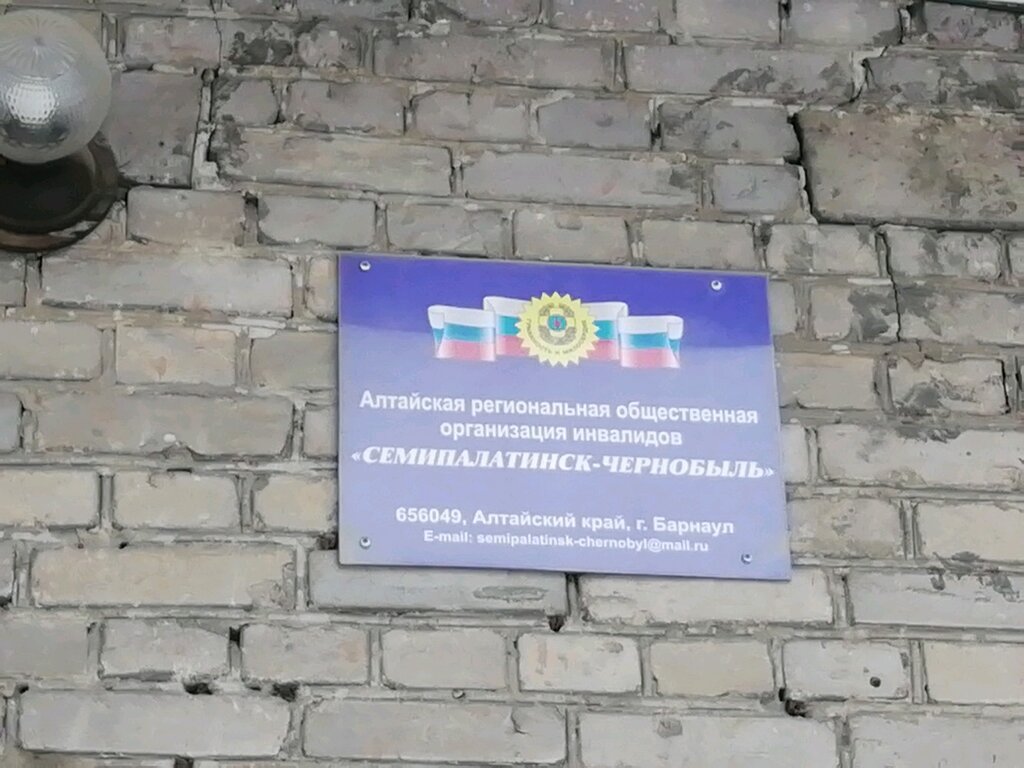 Алтайская региональная общественная
организация инвалидов
«СЕМИПАЛАТИНСК-ЧЕРНОБЫЛЬ»
656049, Алтайский край, г. Барнаул
E-mail: semipalatinsk-chernobyl@mail.ru